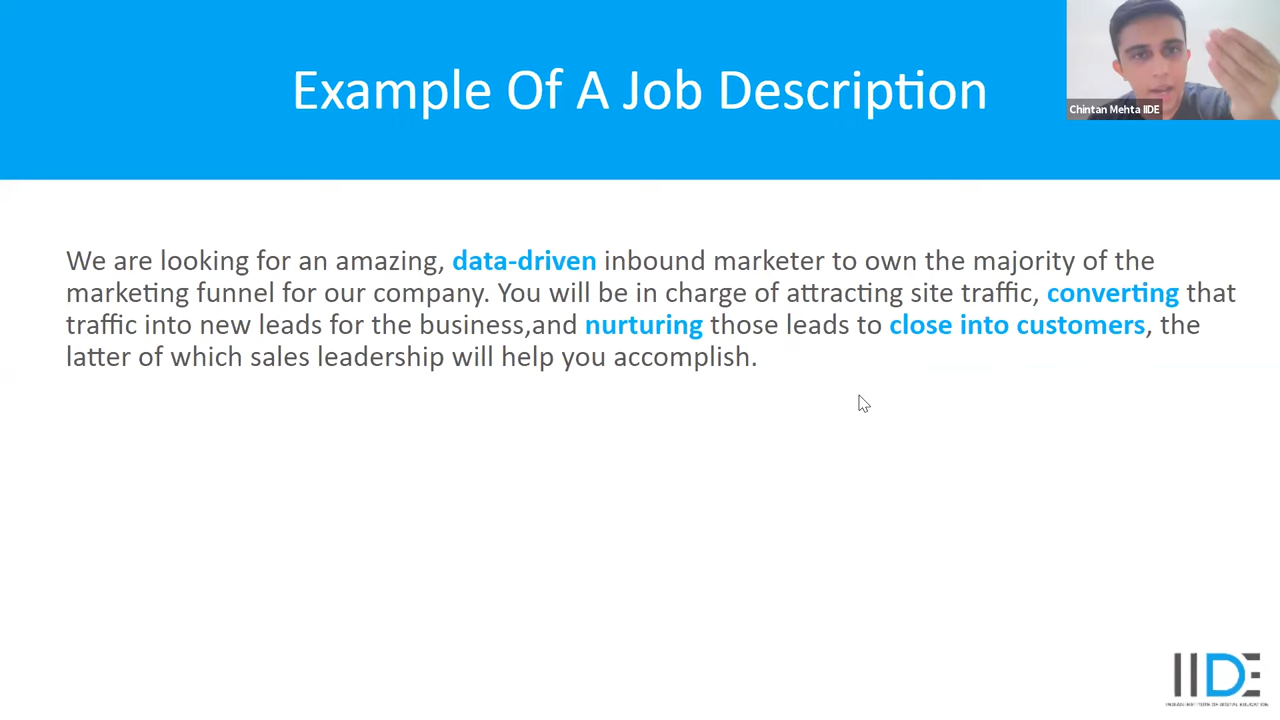 Example Of A Job Description
Chintan Mehta IIDE
We are looking for an amazing, data-driven inbound marketer to own the majority of the
marketing funnel for our company. You will be in charge of attracting site traffic, converting that
traffic into new leads for the business,and nurturing those leads to close into customers, the
latter of which sales leadership will help you accomplish.
IIDE